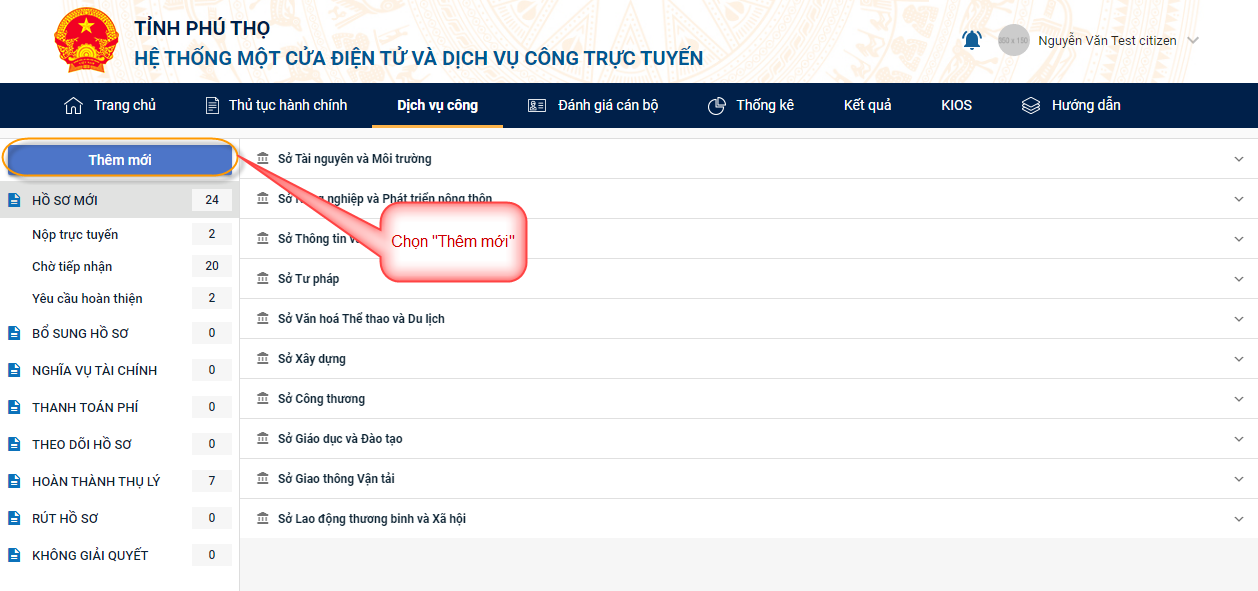 TỈNH PHÚ THỌ
HỆ THỐNG MỘT CỬA ĐIỆN TỬ VÀ DỊCH VỤ CÔNG TRỰC TUYẾN
Nguyễn Văn Test citizen
Trang chủ Thủ tục hành chính Dịch vụ công Đánh giá cán bộ Thống kê Kết quả KIOS Hướng dẫn
Thêm mới
HỒ SƠ MỚI 24
Nộp trực tuyến 2
Chờ tiếp nhận 20
Yêu cầu hoàn thiện 2
BỔ SUNG HỒ SƠ 0
NGHĨA VỤ TÀI CHÍNH 0
THANH TOÁN PHÍ 0
THEO DÕI HỒ SƠ 0
HOÀN THÀNH THỤ LÝ 7
RÚT HỒ SƠ 0
KHÔNG GIẢI QUYẾT 0
Sở Tài nguyên và Môi trường
Sở nghiệp và Phát triển nông thôn
Sở Thông tin
Chọn "Thêm mới"
Sở Tư pháp
Sở Văn hoá Thể thao và Du lịch
Sở Xây dựng
Sở Công thương
Sở Giáo dục và Đào tạo
Sở Giao thông Vận tải
Sở Lao động thương binh và Xã hội